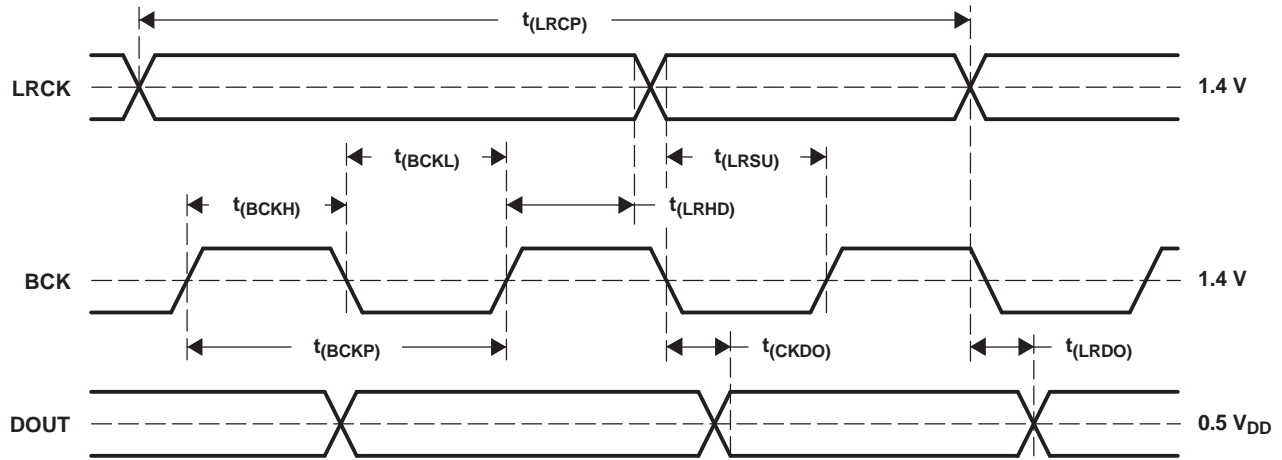 t(LRCP)
LRCK
1.4 V
t(BCKL)
t(LRSU)
t(BCKH)
t(LRHD)
BCK
1.4 V
t(BCKP)
t(CKDO)
t(LRDO)
DOUT
0.5 VDD